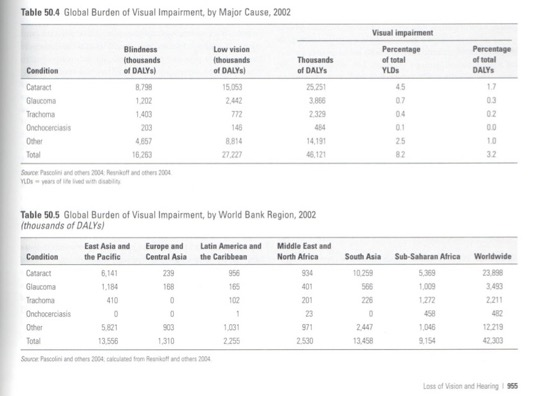 Table 50.4 Global Burden of Visual Impairment, by Major Cause, 2002
Visual impairment
Condition Blindness (thousands of DALYs) Low vision (thousands of DALYs) Thousands of DALYs Percentage of total YLDs Percentage of total DALYs
Cataract 8,798 15,053 25,251 4.5 1.7
Glaucoma 1,202 2,442 3,866 0.7 0.3
Trachoma 1,403 772 2,329 0.4 0.2
Onchocerciasis 203 146 484 0.1 0.0
Other 4,657 8,814 14,191 2.5 1.0
Total 16,263 27,227 46,121 8.2 3.2
Source: Pascolini and others 2004. Resnikoff and others 2004.
YLDs = years of life lived with disability.
Table 50.5 Global Burden of Visual Impairment, by World Bank Region, 2002
(thousands of DALYs)
Condition East Asia and the Pacific Europe and Central Asia Latin America and the Caribbean Middle East and North Africa South Asia Sub-Saharan Africa Worldwide
Cataract 6,141 239 956 934 10,259 5,369 23,898
Glaucoma 1,184 168 165 401 566 1,009 3,493
Trachoma 410 0 102 201 226 1,272 2,211
Onchocerciasis 0 0 1 23 0 458 482
Other 5,821 903 1,031 971 2,447 1,046 12,219
Total 13,556 1,310 2,255 2,530 13,458 9,154 42,303
Source: Pascolini and others 2004. calculated from Resnikoff and others 2004.
Loss of Vision and Hearing | 955